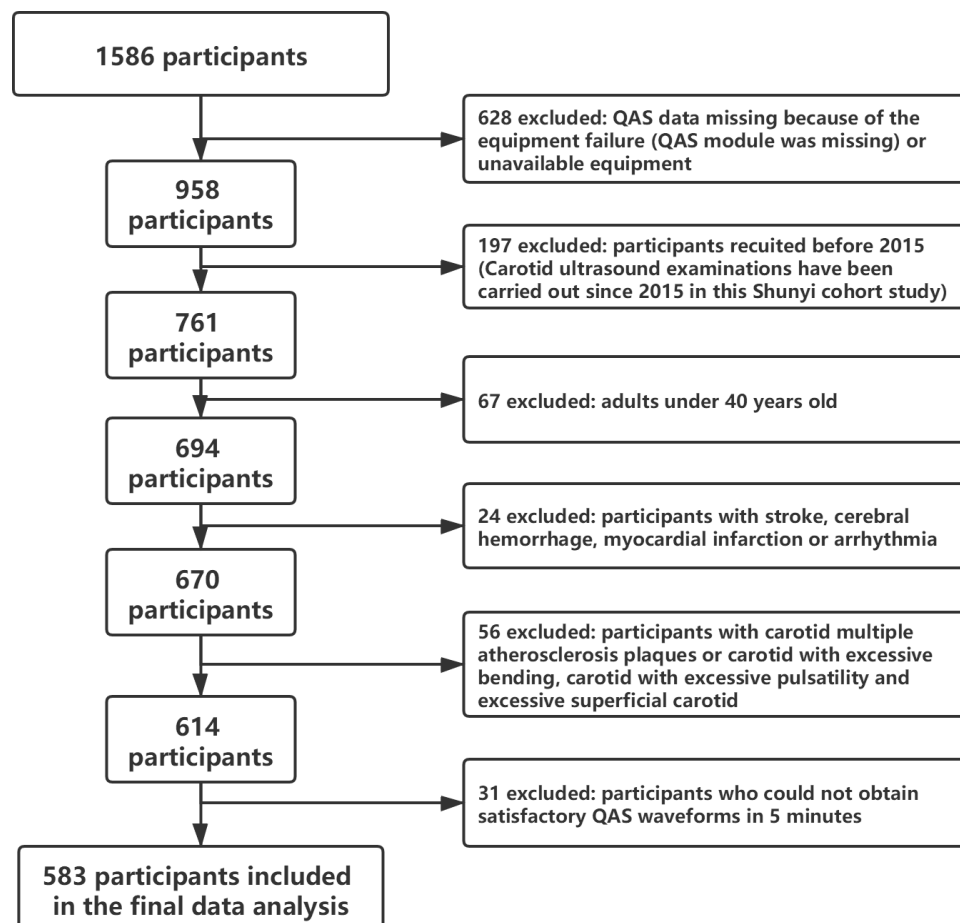 1586 participants
628 excluded: QAS data missing because of the
equipment failure (QAS module was missing) or
unavailable equipment
958
participants
197 excluded: participants recuited before 2015
(Carotid ultrasound examinations have been
carried out since 2015 in this Shunyi cohort study)
761
participants
67 excluded: adults under 40 years old
694
participants
24 excluded: participants with stroke, cerebral
hemorrhage, myocardial infarction or arrhythmia
670
participants
56 excluded: participants with carotid multiple
atherosclerosis plaques or carotid with excessive
bending, carotid with excessive pulsatility and
excessive superficial carotid
614
participants
31 excluded: participants who could not obtain
satisfactory QAS waveforms in 5 minutes
583 participants included
in the final data analysis